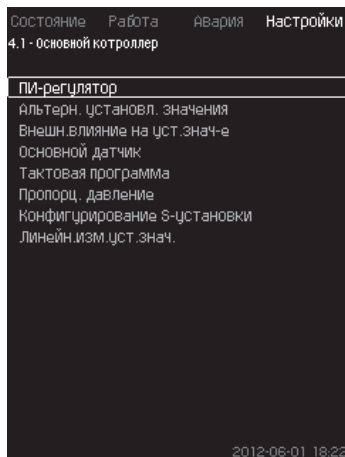 Состояние Работа Авария Настройки
4.1 - Основной котроллер
ПИ-регулятор
Альтерн. установл. значения
Внешн.влияние на уст.знач-е
Основной датчик
Тактовая программа
Пропорц. давление
Конфигурирование S-установки
Линейн.изм.уст.знач.
2012-06-01 18:22